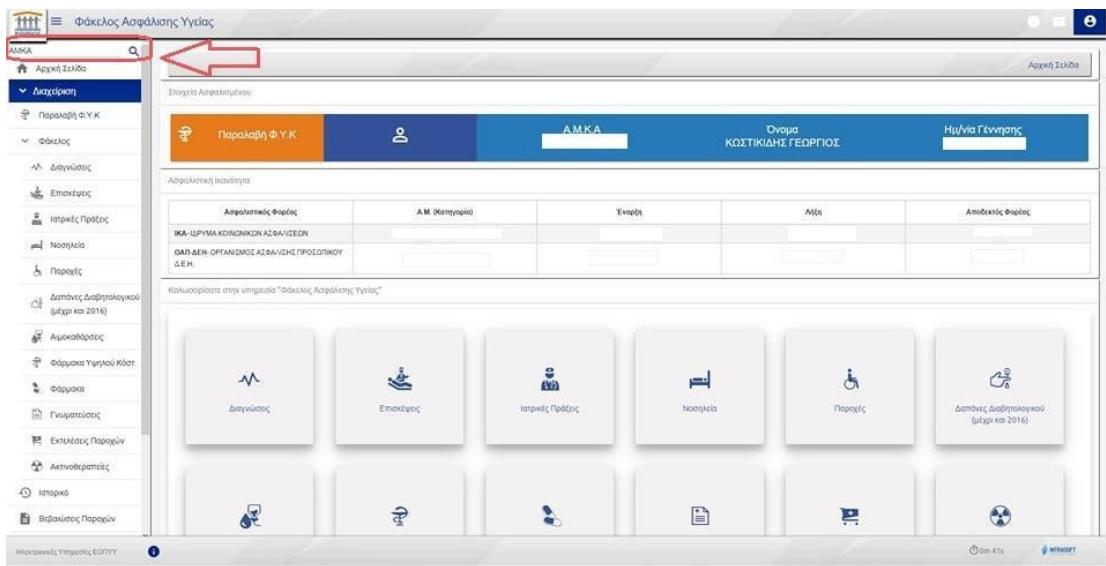 Φάκελος Ασφάλισης Υγείας
ΑΜΚΑ
Αρχική Σελίδα
Διαχείριση
Παραλαβή Φ.Υ.Κ
Φάκελος
Διαγνώσεις
Επισκέψεις
Ιατρικές Πράξεις
Νοσηλεία
Παροχές
Δαπάνες Διαβητολογικού
(μέχρι και 2016)
Αιμοκαθάρσεις
Φάρμακα Υψηλού Κόστ
Φάρμακα
Γνωματεύσεις
Εκτελέσεις Παροχών
Ακτινοθεραπείες
Ιστορικό
Βεβαιώσεις Παροχών
Αρχική Σελίδα
Στοιχεία Ασφαλισμένου
Παραλαβή Φ.Υ.Κ
Α.Μ.Κ.Α
Όνομα
ΚΩΣΤΙΚΙΔΗΣ ΓΕΩΡΓΙΟΣ
Ημ/νία Γέννησης
Ασφαλιστική Ικανότητα
Ασφαλιστικός Φορέας Α.Μ. (Κατηγορία) Έναρξη Λήξη Αποδεκτός Φορέας
ΙΚΑ- ΙΔΡΥΜΑ ΚΟΙΝΩΝΙΚΩΝ ΑΣΦΑΛΙΣΕΩΝ
ΟΑΠ-ΔΕΗ- ΟΡΓΑΝΙΣΜΟΣ ΑΣΦΑΛΙΣΗΣ ΠΡΟΣΩΠΙΚΟΥ
Δ.Ε.Η.
Καλωσορίσατε στην υπηρεσία "Φάκελος Ασφάλισης Υγείας"
Διαγνώσεις
Επισκέψεις
Ιατρικές Πράξεις
Νοσηλεία
Παροχές
Δαπάνες Διαβητολογικού
(μέχρι και 2016)
Ηλεκτρονικές Υπηρεσίες ΕΟΠΥΥ
0m 41s
INTRASOFT